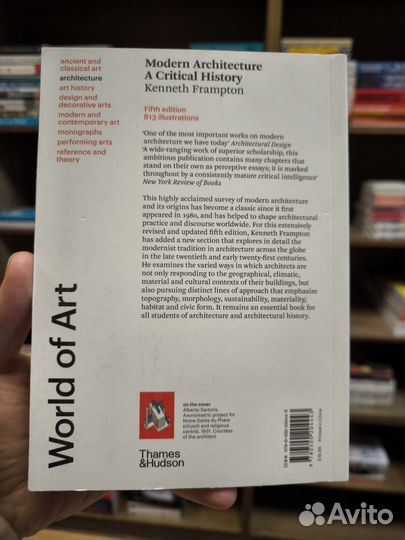 ancient and
classical art
architecture
art history
design and
decorative arts
modern and
contemporary art
monographs
performing arts
reference and
theory
Modern Architecture
A Critical History
Kenneth Frampton
Fifth edition
813 illustrations
'One of the most important works on modern
architecture we have today' Architectural Design
'A wide-ranging work of superior scholarship, this
ambitious publication contains many chapters that
stand on their own as perceptive essays; it is marked
throughout by a consistently mature critical intelligence'
New York Review of Books
This highly acclaimed survey of modern architecture
and its origins has become a classic since it first
appeared in 1980, and has helped to shape architectural
practice and discourse worldwide. For this extensively
revised and updated fifth edition, Kenneth Frampton
has added a new section that explores in detail the
modernist tradition in architecture across the globe
in the late twentieth and early twenty-first centuries.
He examines the varied ways in which architects are
not only responding to the geographical, climatic,
material and cultural contexts of their buildings, but
also pursuing distinct lines of approach that emphasize
topography, morphology, sustainability, materiality,
habitat and civic form. It remains an essential book for
all students of architecture and architectural history.
World of Art
on the cover
Alberto Sartoris,
Axonometric project for
Notre-Dame du Phare
(church and religious
centre), 1931. Courtesy
of the architect
Thames
&Hudson
ISBN 978-0-500-20444-3
Printed in China
Avito